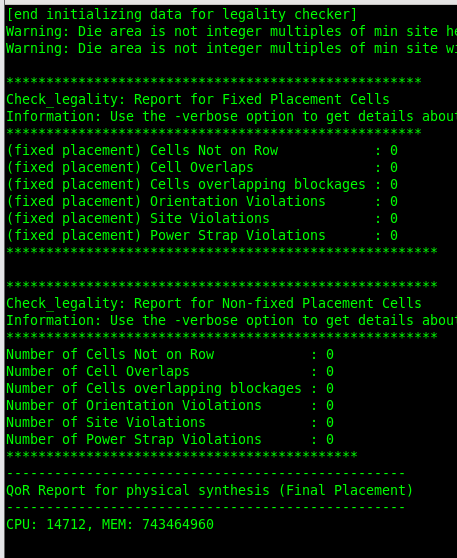 [end initializing data for legality checker]
Warning: Die area is not integer multiples of min site
Warning: Die area is not integer multiples of min site
****************************************************
Check_legality: Report for Fixed Placement Cells
Information: Use the -verbose option to get details
****************************************************
(fixed placement) Cells Not on Row            : 0
(fixed placement) Cell Overlaps               : 0
(fixed placement) Cells overlapping blockages : 0
(fixed placement) Orientation Violations      : 0
(fixed placement) Site Violations             : 0
(fixed placement) Power Strap Violations      : 0
******************************************************
******************************************************
Check_legality: Report for Non-fixed Placement Cells
Information: Use the -verbose option to get details
******************************************************
Number of Cells Not on Row            : 0
Number of Cell Overlaps               : 0
Number of Cells overlapping blockages : 0
Number of Orientation Violations      : 0
Number of Site Violations             : 0
Number of Power Strap Violations      : 0
********************************************
--------------------------------------------------
QoR Report for physical synthesis (Final Placement)
--------------------------------------------------
CPU: 14712, MEM: 743464960